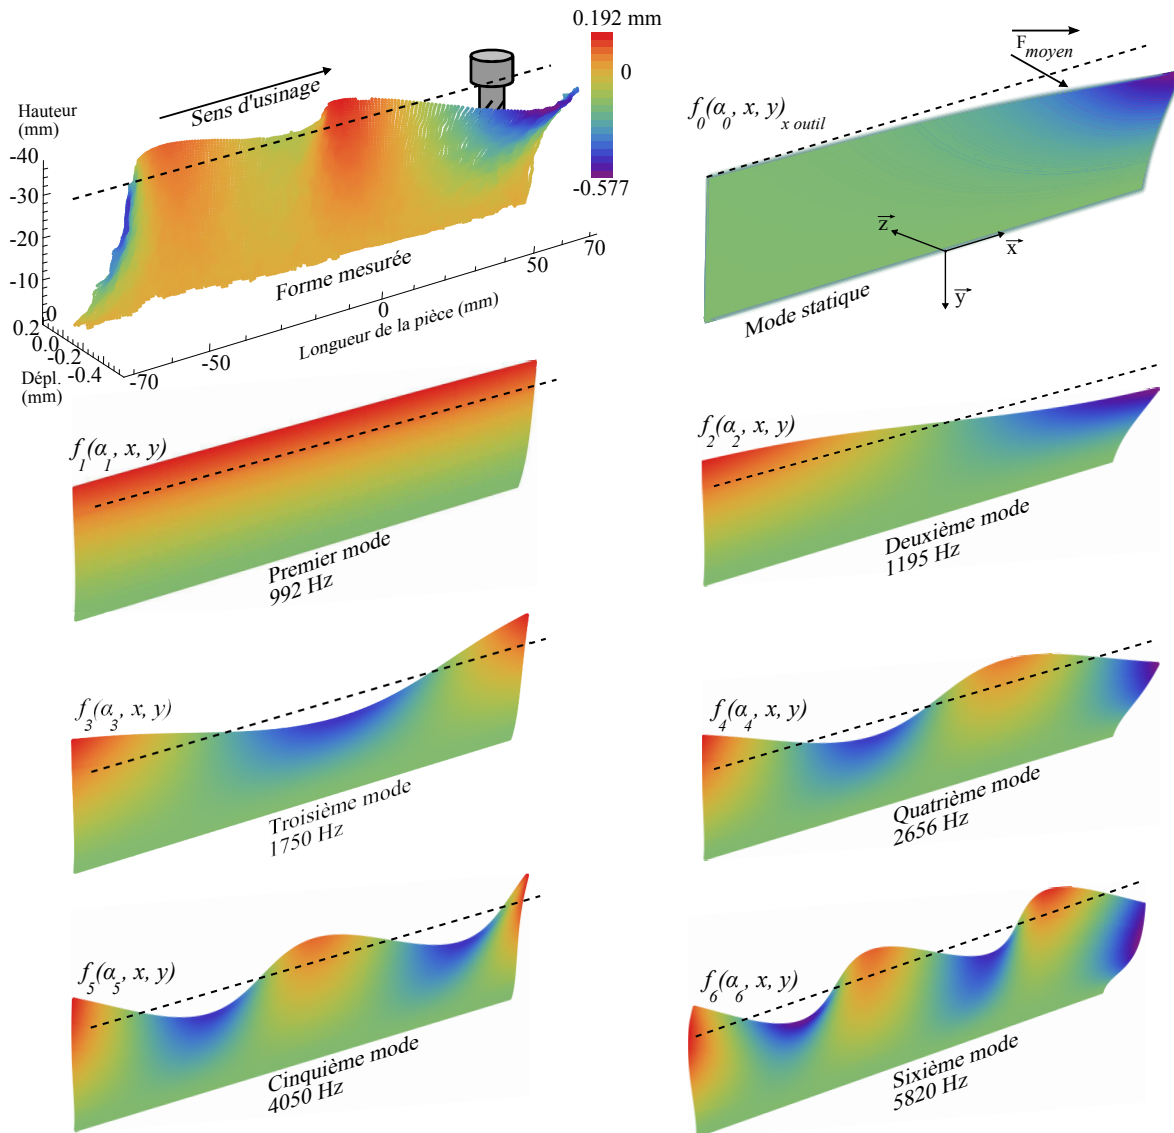 0.192 mm
0
-0.577
Sens d'usinage
Hauteur
(mm)
-40
-30
-20
-10
0
0.2
0.0
-0.2
-0.4
Dépl.
(mm)
-70
-50
0
50
70
Forme mesurée
Longueur de la pièce (mm)
F moyen
f0(α0, x, y) x outil
z
x
y
Mode statique
f1(α1, x, y)
Premier mode
992 Hz
f2(α2, x, y)
Deuxième mode
1195 Hz
f3(α3, x, y)
Troisième mode
1750 Hz
f4(α4, x, y)
Quatrième mode
2656 Hz
f5(α5, x, y)
Cinquième mode
4050 Hz
f6(α6, x, y)
Sixième mode
5820 Hz